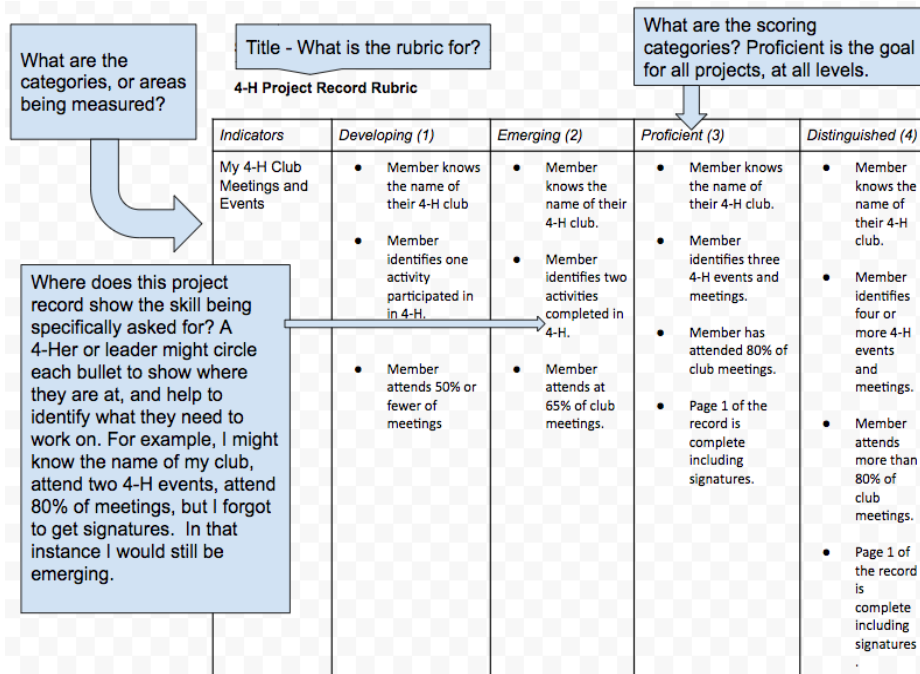 What are the
categories, or areas
being measured?
Title - What is the rubric for?
What are the scoring
categories? Proficient is the goal
for all projects, at all levels.
4-H Project Record Rubric
Indicators
Developing (1)
Emerging (2)
Proficient (3)
Distinguished (4)
My 4-H Club
Meetings and
Events
● Member knows
the name of
their 4-H club
● Member
identifies one
activity
participated in
in 4-H.
● Member
attends 50% or
fewer of
meetings
● Member
knows the
name of their
4-H club.
● Member
identifies two
activities
completed in
4-H.
● Member
attends at
65% of club
meetings.
● Member knows
the name of
their 4-H club.
● Member
identifies three
4-H events and
meetings.
● Member has
attended 80% of
club meetings.
● Page 1 of the
record is
complete
including
signatures.
● Member
knows the
name of
their 4-H
club.
● Member
identifies
four or
more 4-H
events
and
meetings.
● Member
attends
more than
80% of
club
meetings.
● Page 1 of
the record
is
complete
including
signatures
.
Where does this project
record show the skill being
specifically asked for? A
4-Her or leader might circle
each bullet to show where
they are at, and help to
identify what they need to
work on. For example, I might
know the name of my club,
attend two 4-H events, attend
80% of meetings, but I forgot
to get signatures.  In that
instance I would still be
emerging.